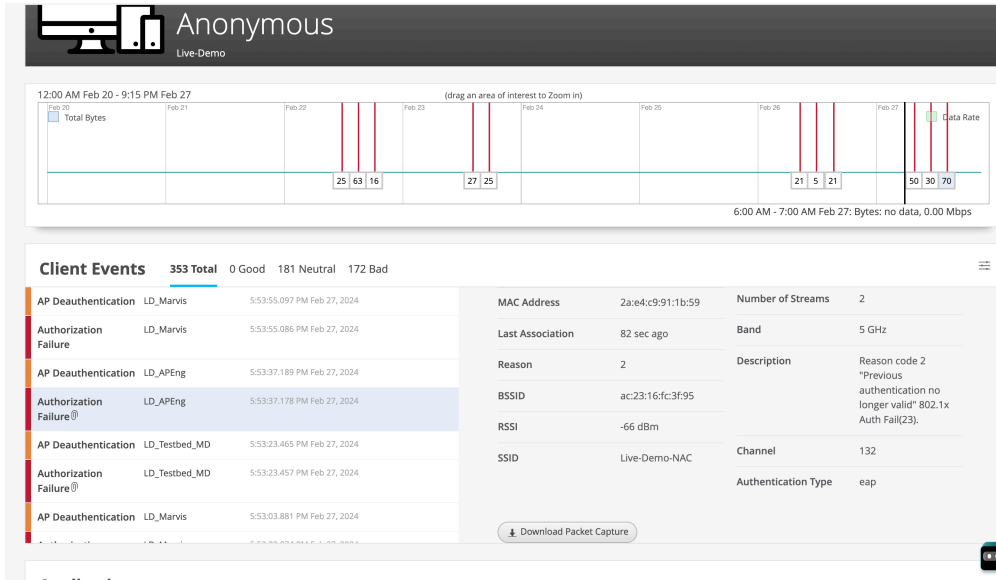 Anonymous
Live-Demo
12:00 AM Feb 20 - 9:15 PM Feb 27
(drag an area of interest to Zoom in)
Feb 20
Feb 21
Feb 22
Feb 23
Feb 24
Feb 25
Feb 26
Feb 27
Total Bytes
Data Rate
25 63 16
27 25
21 5 21
50 30 70
6:00 AM - 7:00 AM Feb 27: Bytes: no data, 0.00 Mbps
Client Events 353 Total 0 Good 181 Neutral 172 Bad
AP Deauthentication LD_Marvis 5:53:55.097 PM Feb 27, 2024
Authorization LD_Marvis 5:53:55.086 PM Feb 27, 2024
Failure
AP Deauthentication LD_APEng 5:53:37.189 PM Feb 27, 2024
Authorization LD_APEng 5:53:37.178 PM Feb 27, 2024
Failure
AP Deauthentication LD_Testbed_MD 5:53:23.465 PM Feb 27, 2024
Authorization LD_Testbed_MD 5:53:23.457 PM Feb 27, 2024
Failure
AP Deauthentication LD_Marvis 5:53:03.881 PM Feb 27, 2024
MAC Address 2a:e4:c9:91:1b:59
Last Association 82 sec ago
Reason 2
BSSID ac:23:16:fc:3f:95
RSSI -66 dBm
SSID Live-Demo-NAC
Number of Streams 2
Band 5 GHz
Description Reason code 2
"Previous
authentication no
longer valid" 802.1x
Auth Fail(23).
Channel 132
Authentication Type eap
Download Packet Capture